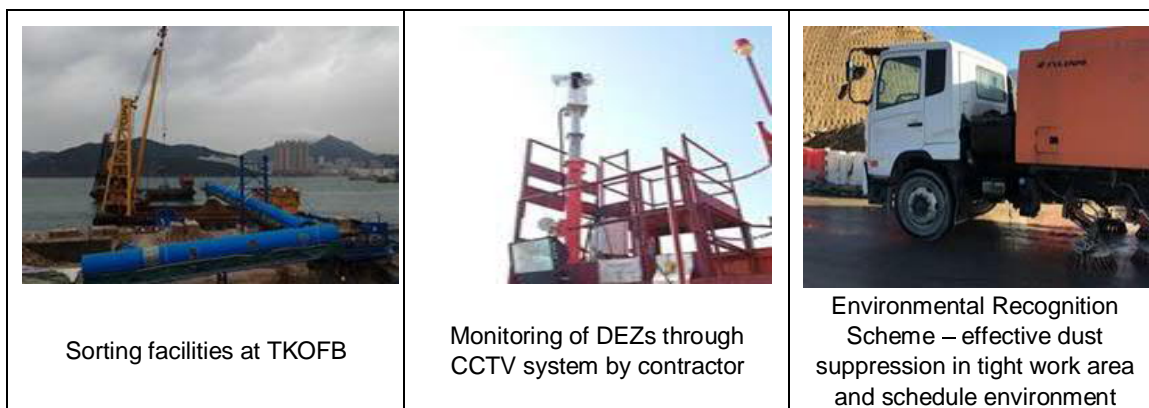 Sorting facilities at TKOFB
Monitoring of DEZs through
CCTV system by contractor
Environmental Recognition
Scheme – effective dust
suppression in tight work area
and schedule environment